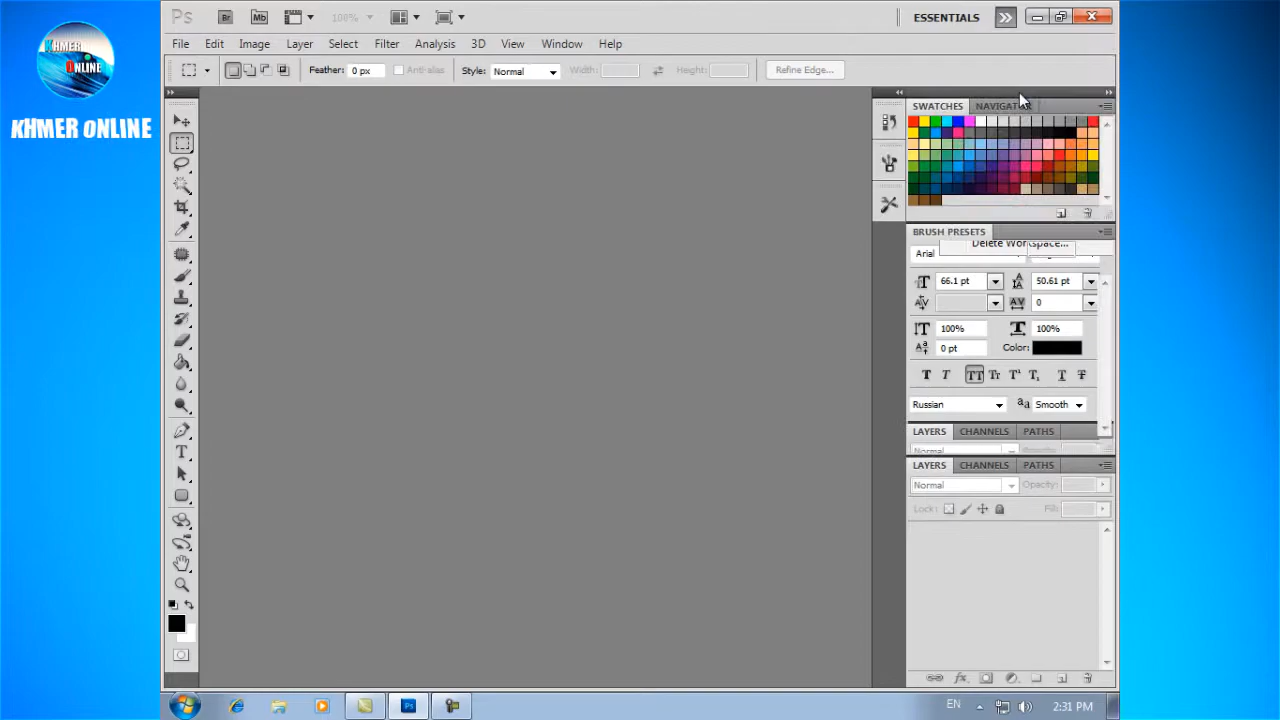 KHMER
ONLINE
KHMER ONLINE
Ps Br Mb 100% ESSENTIALS
File Edit Image Layer Select Filter Analysis 3D View Window Help
Feather: 0 px Anti-alias Style: Normal Width: Height: Refine Edge...
SWATCHES NAVIGATOR
BRUSH PRESETS
Delete Workspace...
Arial
66.1 pt 50.61 pt
0
100% 100%
0 pt Color:
Russian Smooth
LAYERS CHANNELS PATHS
Normal
LAYERS CHANNELS PATHS
Normal Opacity:
Lock: Fill:
EN 2:31 PM